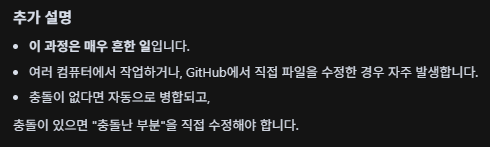 추가 설명
• 이 과정은 매우 흔한 일입니다.
• 여러 컴퓨터에서 작업하거나, GitHub에서 직접 파일을 수정한 경우 자주 발생합니다.
• 충돌이 없다면 자동으로 병합되고,
충돌이 있으면 "충돌난 부분"을 직접 수정해야 합니다.